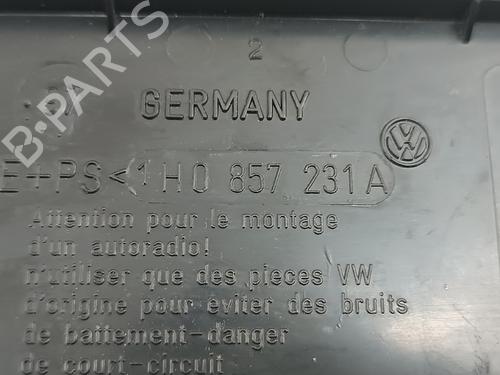 2
GERMANY
E+PS< 1H0 857 231 A
Attention pour le montage
d'un autoradio!
n'utiliser que des pieces VW
d'origine pour éviter des bruits
de battement-danger
de court-circuit
B-PARTS